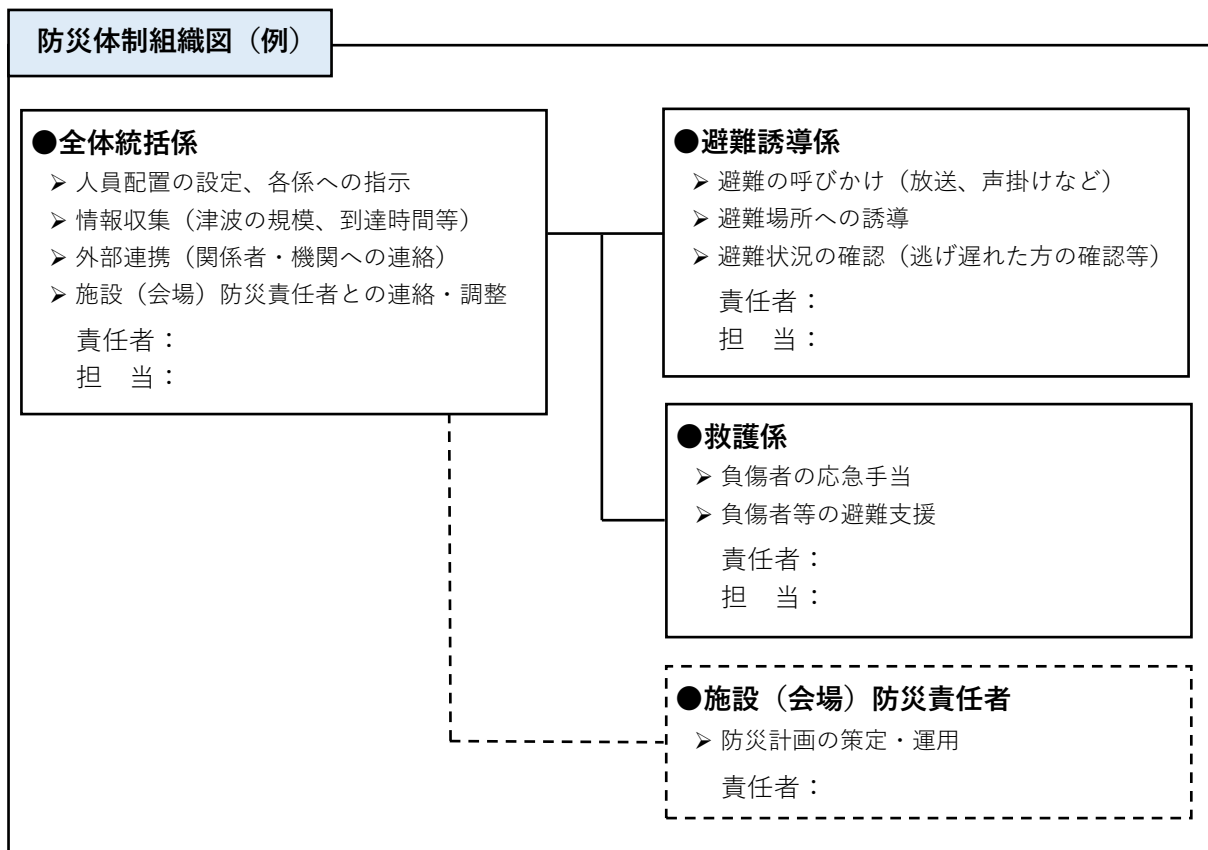 防災体制組織図（例）
●全体統括係
➢ 人員配置の設定、各係への指示
➢ 情報収集（津波の規模、到達時間等）
➢ 外部連携（関係者・機関への連絡）
➢ 施設（会場）防災責任者との連絡・調整
責任者：
担　当：
●避難誘導係
➢ 避難の呼びかけ（放送、声掛けなど）
➢ 避難場所への誘導
➢ 避難状況の確認（逃げ遅れた方の確認等）
責任者：
担　当：
●救護係
➢ 負傷者の応急手当
➢ 負傷者等の避難支援
責任者：
担　当：
●施設（会場）防災責任者
➢ 防災計画の策定・運用
責任者：